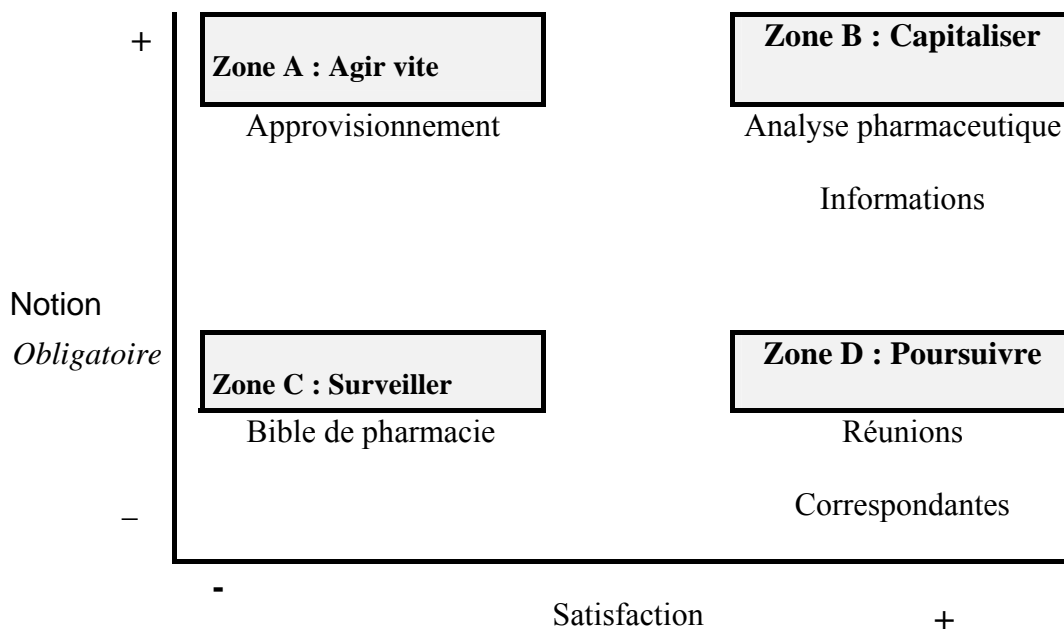 +
Zone A : Agir vite
Zone B : Capitaliser
Approvisionnement
Analyse pharmaceutique
Informations
Notion
Obligatoire
Zone C : Surveiller
Zone D : Poursuivre
Bible de pharmacie
Réunions
Correspondantes
–
-
Satisfaction
+